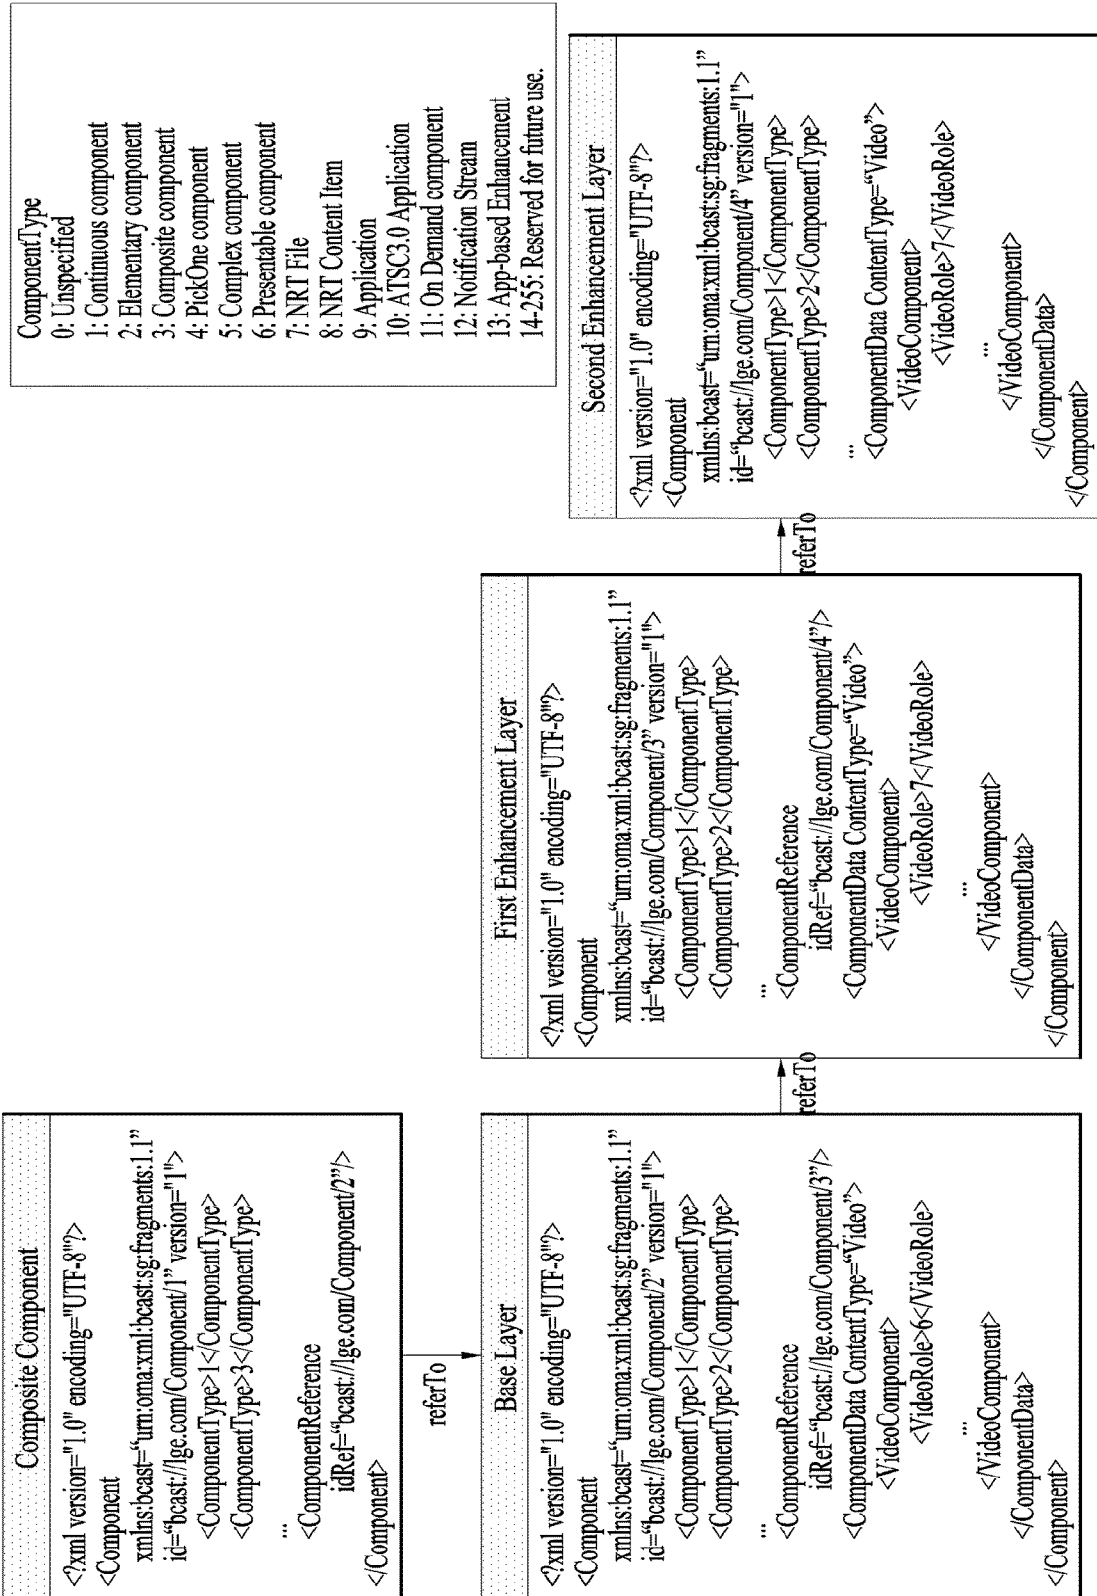 Composite Component
<?xml version="1.0" encoding="UTF-8"?>
<Component
xmlns:bcast=“urn:oma:xml:bcast:sg:fragments:1.1”
id=“bcast://lge.com/Component/1” version="1">
<ComponentType>1</ComponentType>
<ComponentType>3</ComponentType>
...
<ComponentReference
idRef=“bcast://lge.com/Component/2”/>
</Component>
referTo
Base Layer
<?xml version="1.0" encoding="UTF-8"?>
<Component
xmlns:bcast=“urn:oma:xml:bcast:sg:fragments:1.1”
id=“bcast://lge.com/Component/2” version="1">
<ComponentType>1</ComponentType>
<ComponentType>2</ComponentType>
...
<ComponentReference
idRef=“bcast://lge.com/Component/3”/>
<ComponentData ContentType=“Video”>
<VideoComponent>
<VideoRole>6</VideoRole>
...
</VideoComponent>
</ComponentData>
</Component>
referTo
First Enhancement Layer
<?xml version="1.0" encoding="UTF-8"?>
<Component
xmlns:bcast=“urn:oma:xml:bcast:sg:fragments:1.1”
id=“bcast://lge.com/Component/3” version="1">
<ComponentType>1</ComponentType>
<ComponentType>2</ComponentType>
...
<ComponentReference
idRef=“bcast://lge.com/Component/4”/>
<ComponentData ContentType=“Video”>
<VideoComponent>
<VideoRole>7</VideoRole>
...
</VideoComponent>
</ComponentData>
</Component>
referTo
Second Enhancement Layer
<?xml version="1.0" encoding="UTF-8"?>
<Component
xmlns:bcast=“urn:oma:xml:bcast:sg:fragments:1.1”
id=“bcast://lge.com/Component/4” version="1">
<ComponentType>1</ComponentType>
<ComponentType>2</ComponentType>
...
<ComponentData ContentType=“Video”>
<VideoComponent>
<VideoRole>7</VideoRole>
...
</VideoComponent>
</ComponentData>
</Component>
ComponentType
0: Unspecified
1: Continuous component
2: Elementary component
3: Composite component
4: PickOne component
5: Complex component
6: Presentable component
7: NRT File
8: NRT Content Item
9: Application
10: ATSC3.0 Application
11: On Demand component
12: Notification Stream
13: App-based Enhancement
14-255: Reserved for future use.